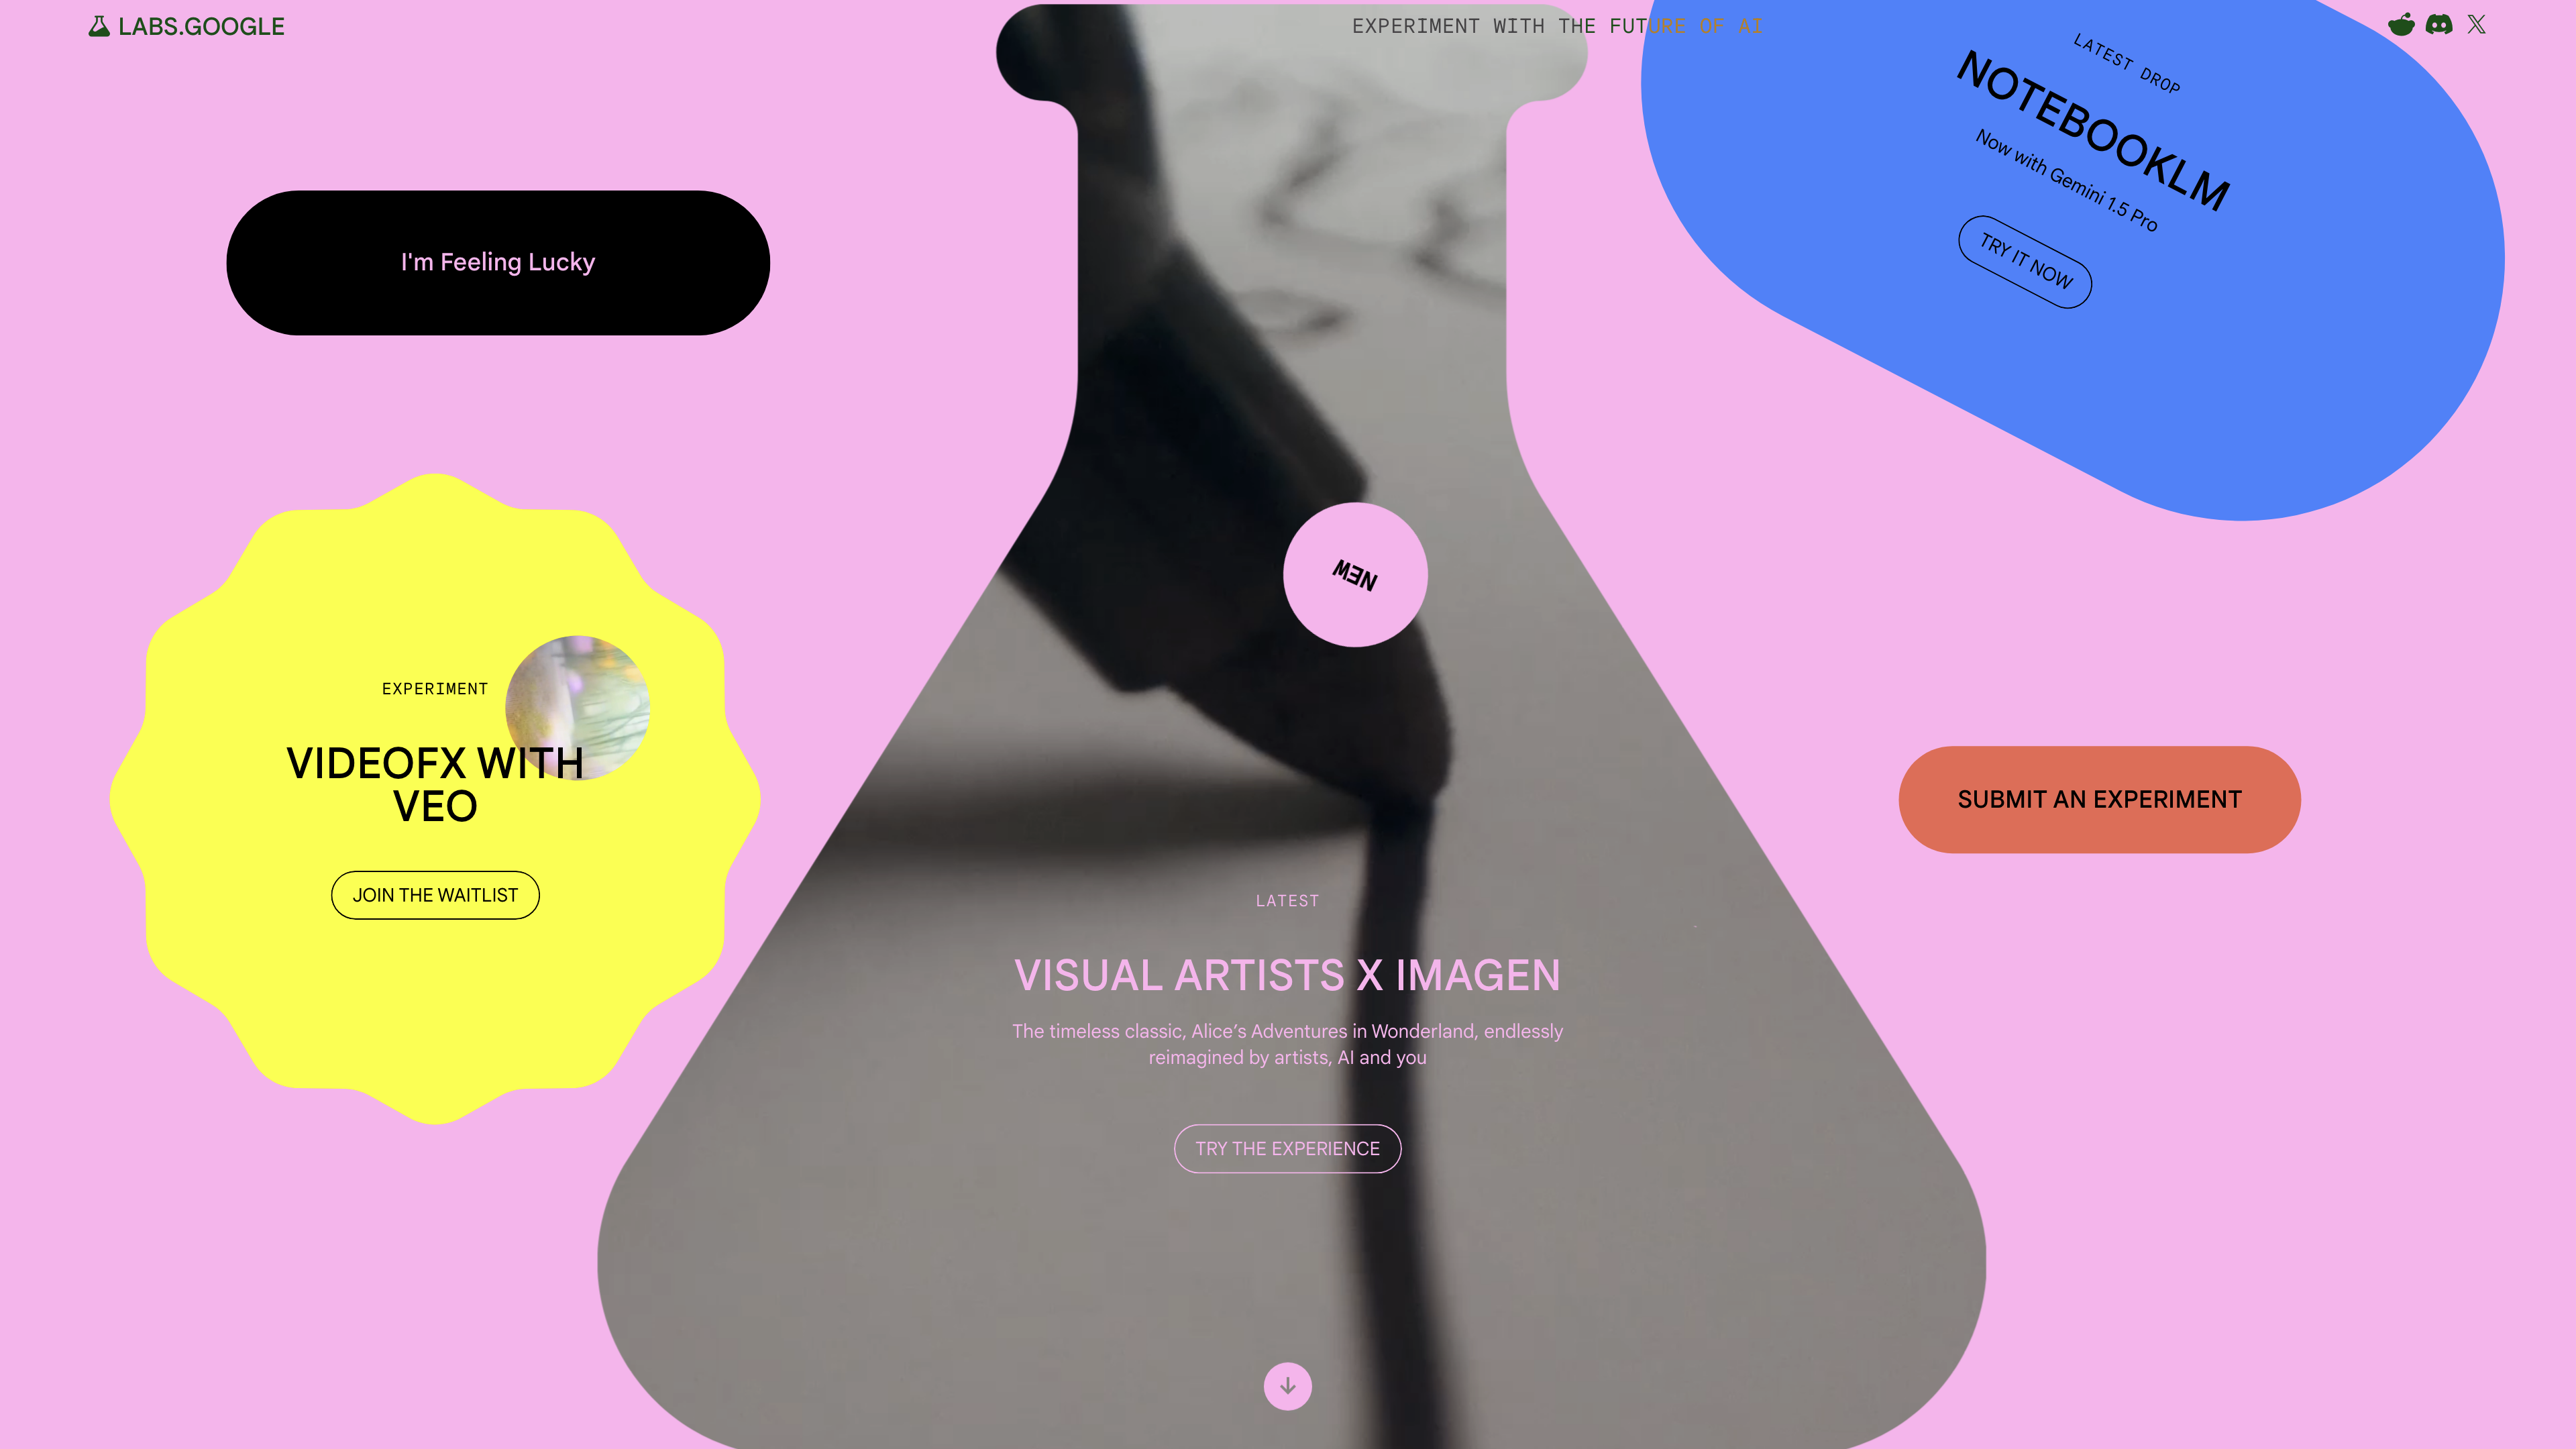 LABS.GOOGLE
EXPERIMENT WITH THE FUTURE OF AI
LATEST DROP
NOTEBOOKLM
Now with Gemini 1.5 Pro
TRY IT NOW
I'm Feeling Lucky
NEW
EXPERIMENT
VIDEOFX WITH
VEO
JOIN THE WAITLIST
SUBMIT AN EXPERIMENT
LATEST
VISUAL ARTISTS X IMAGEN
The timeless classic, Alice’s Adventures in Wonderland, endlessly
reimagined by artists, AI and you
TRY THE EXPERIENCE